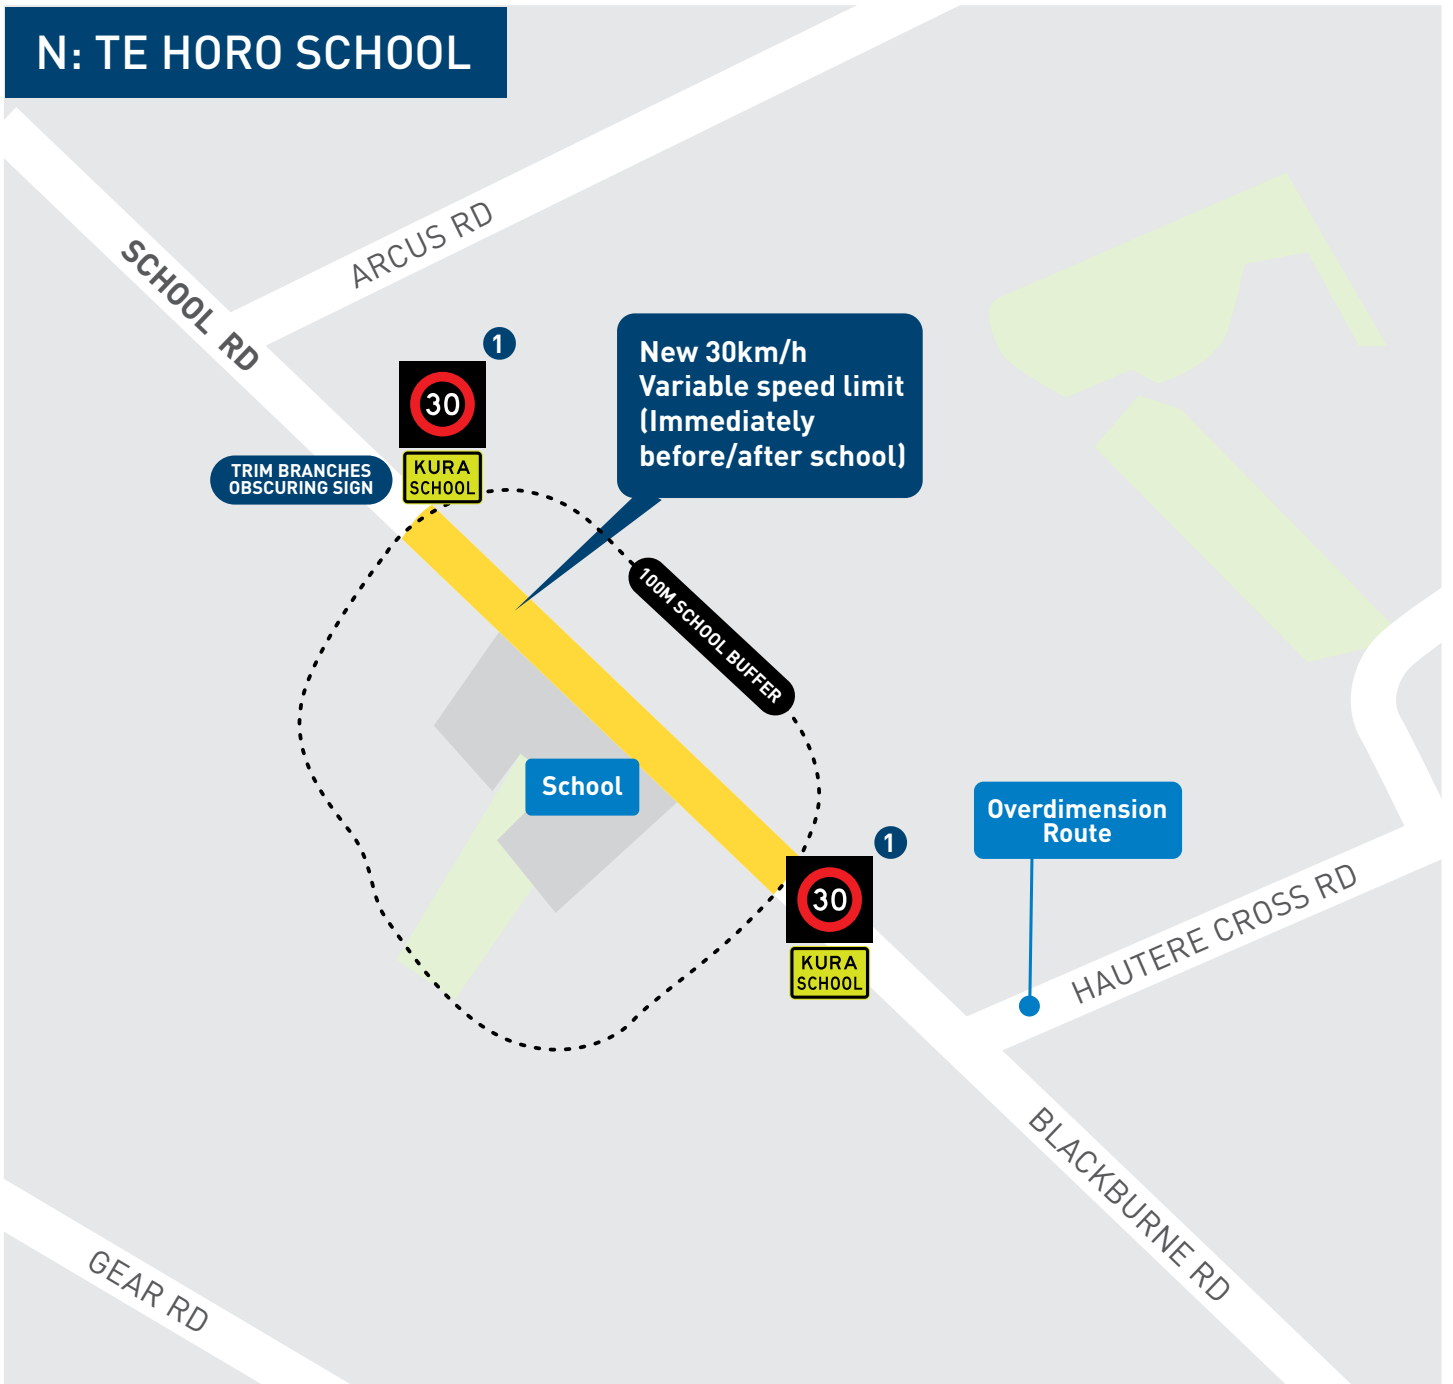 N: TE HORO SCHOOL
ARCUS RD
SCHOOL RD
1
30
KURA
SCHOOL
TRIM BRANCHES
OBSCURING SIGN
New 30km/h
Variable speed limit
(Immediately
before/after school)
100M SCHOOL BUFFER
School
1
30
KURA
SCHOOL
Overdimension
Route
HAUTERE CROSS RD
BLACKBURNE RD
GEAR RD